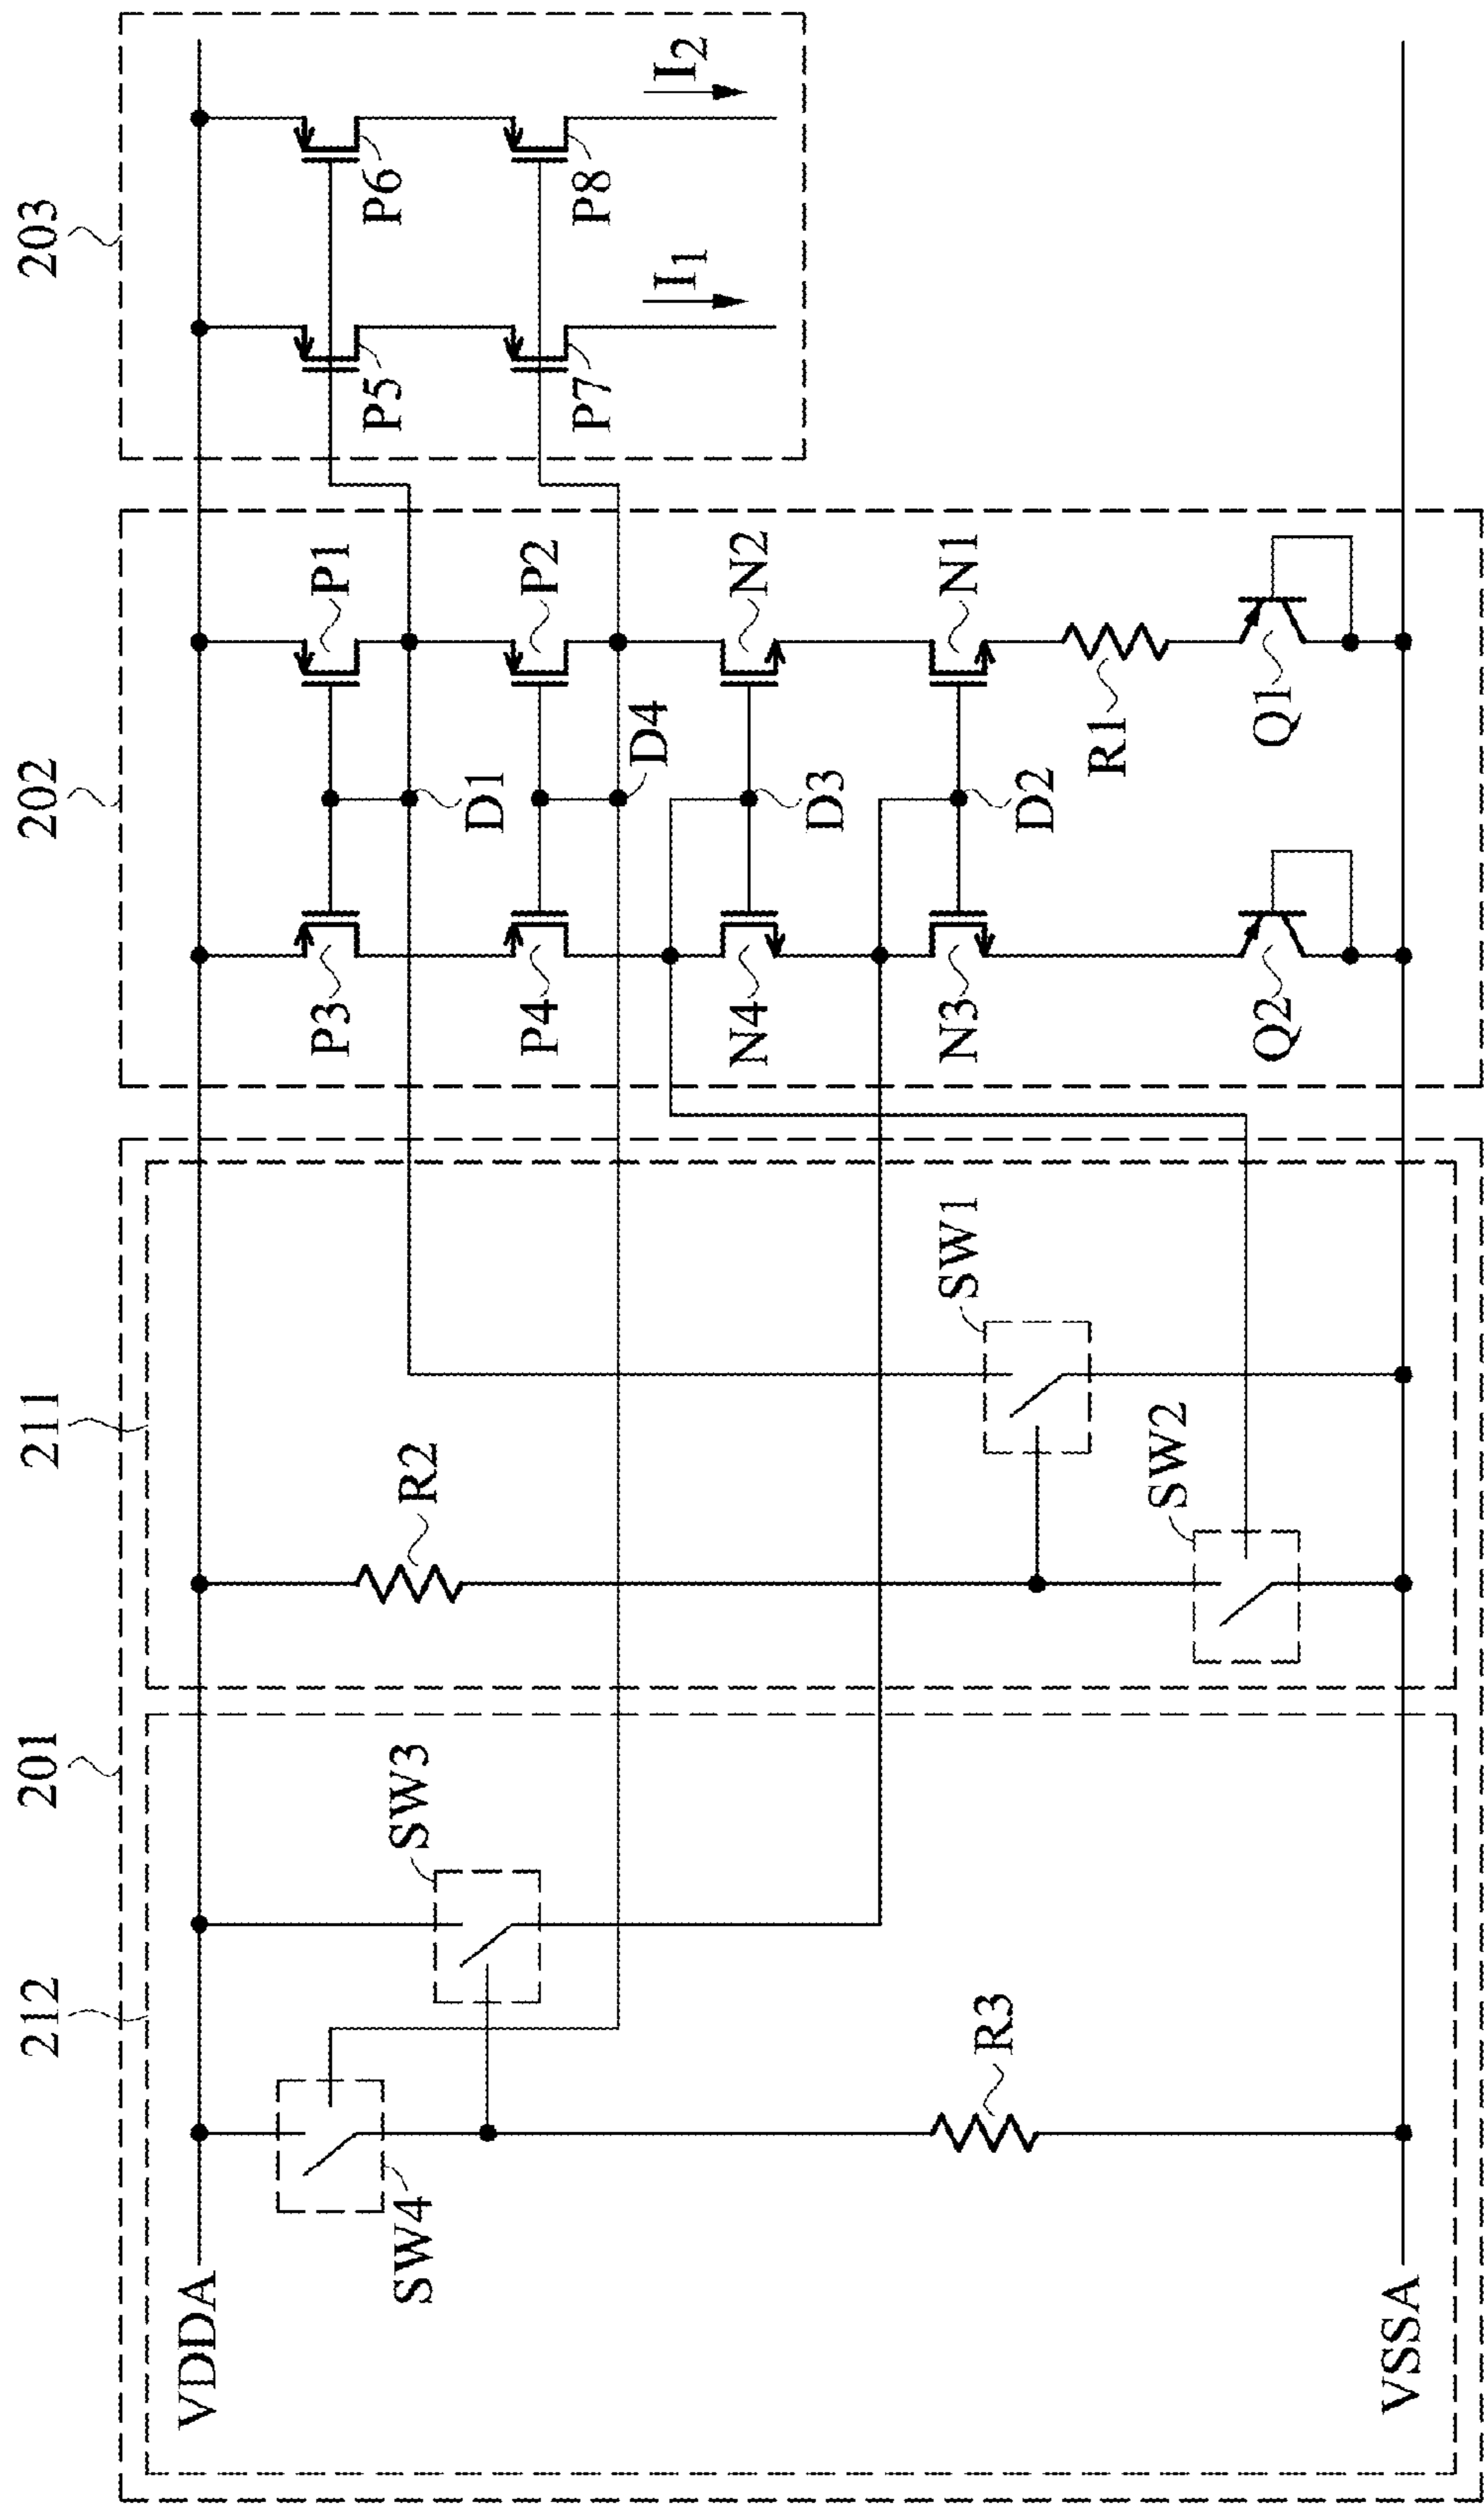 203
I2
P6
P8
I1
P5
P7
202
P1
P2
N2
N1
R1
Q1
D1
D4
D3
D2
P3
P4
N4
N3
Q2
211
SW1
R2
SW2
201
212
SW3
R3
SW4
VDDA
VSSA